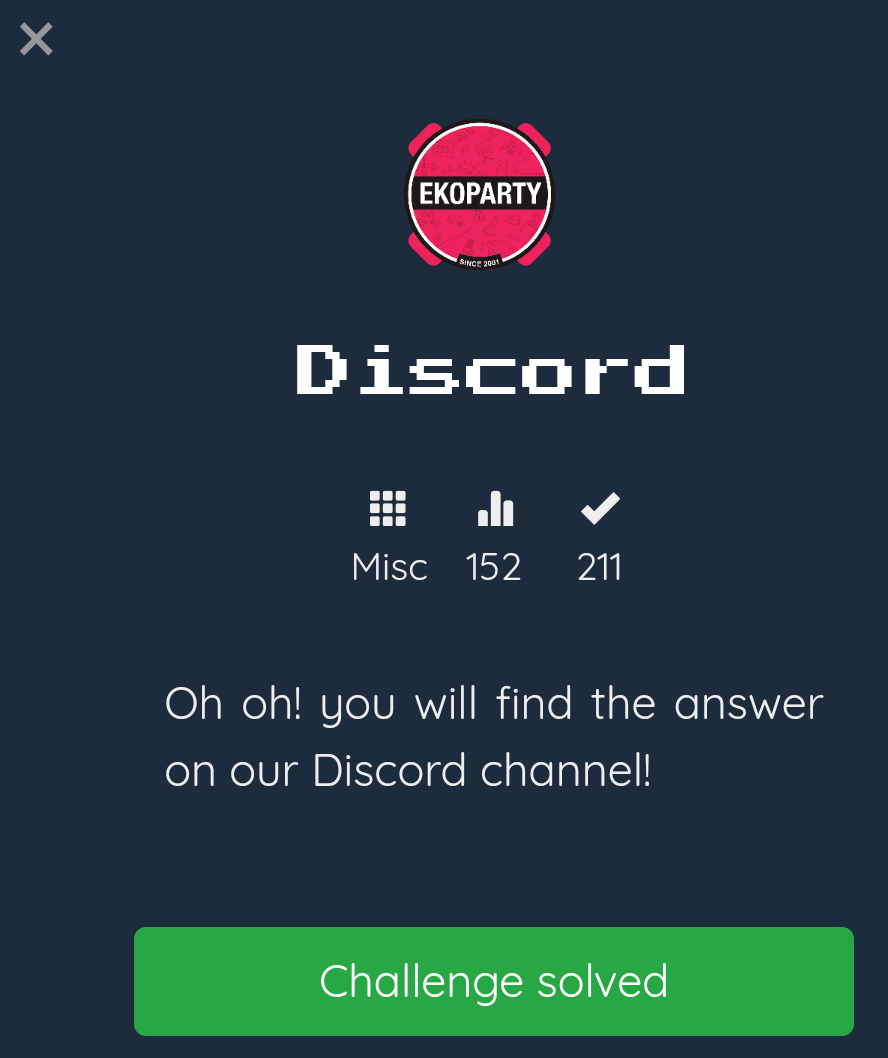 EKOPARTY
SINCE 2001
Discord
Misc 152 211
Oh oh! you will find the answer
on our Discord channel!
Challenge solved